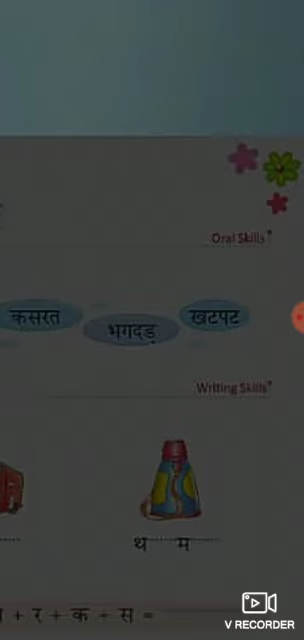 Oral Skills
कसरत
भगदड़
खटपट
Writing Skills
थ म
+ र + क + स =
V RECORDER